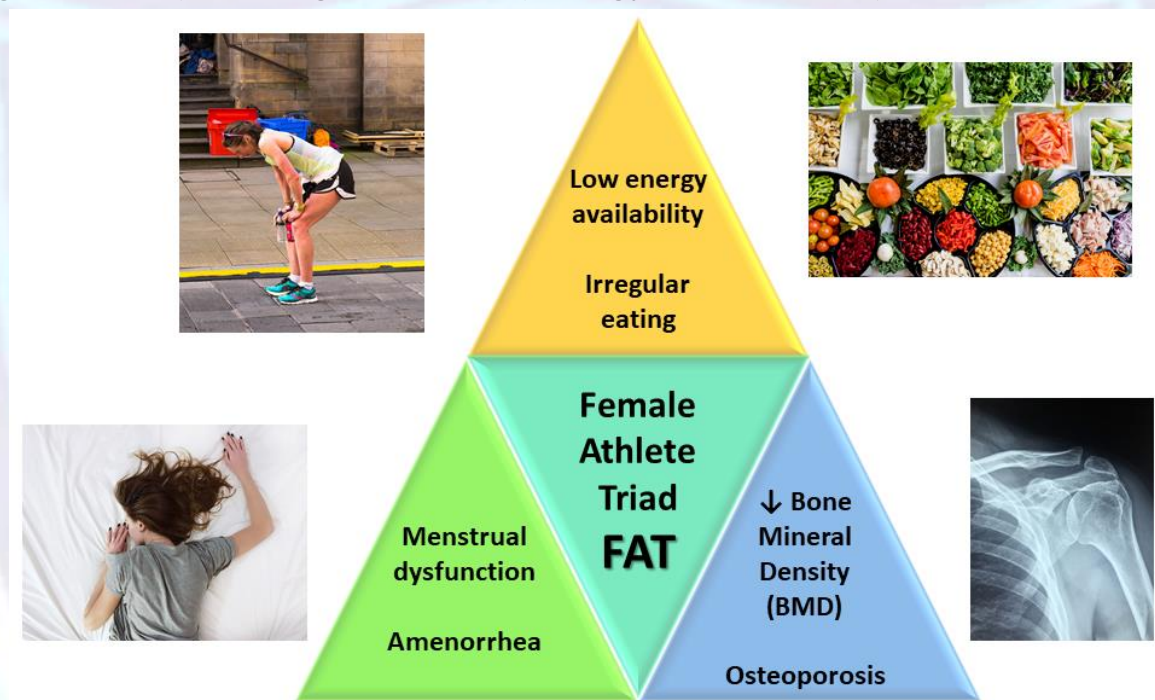 Low energy
availability
Irregular
eating
Female
Athlete
Triad
FAT
Menstrual
dysfunction
Amenorrhea
↓ Bone
Mineral
Density
(BMD)
Osteoporosis